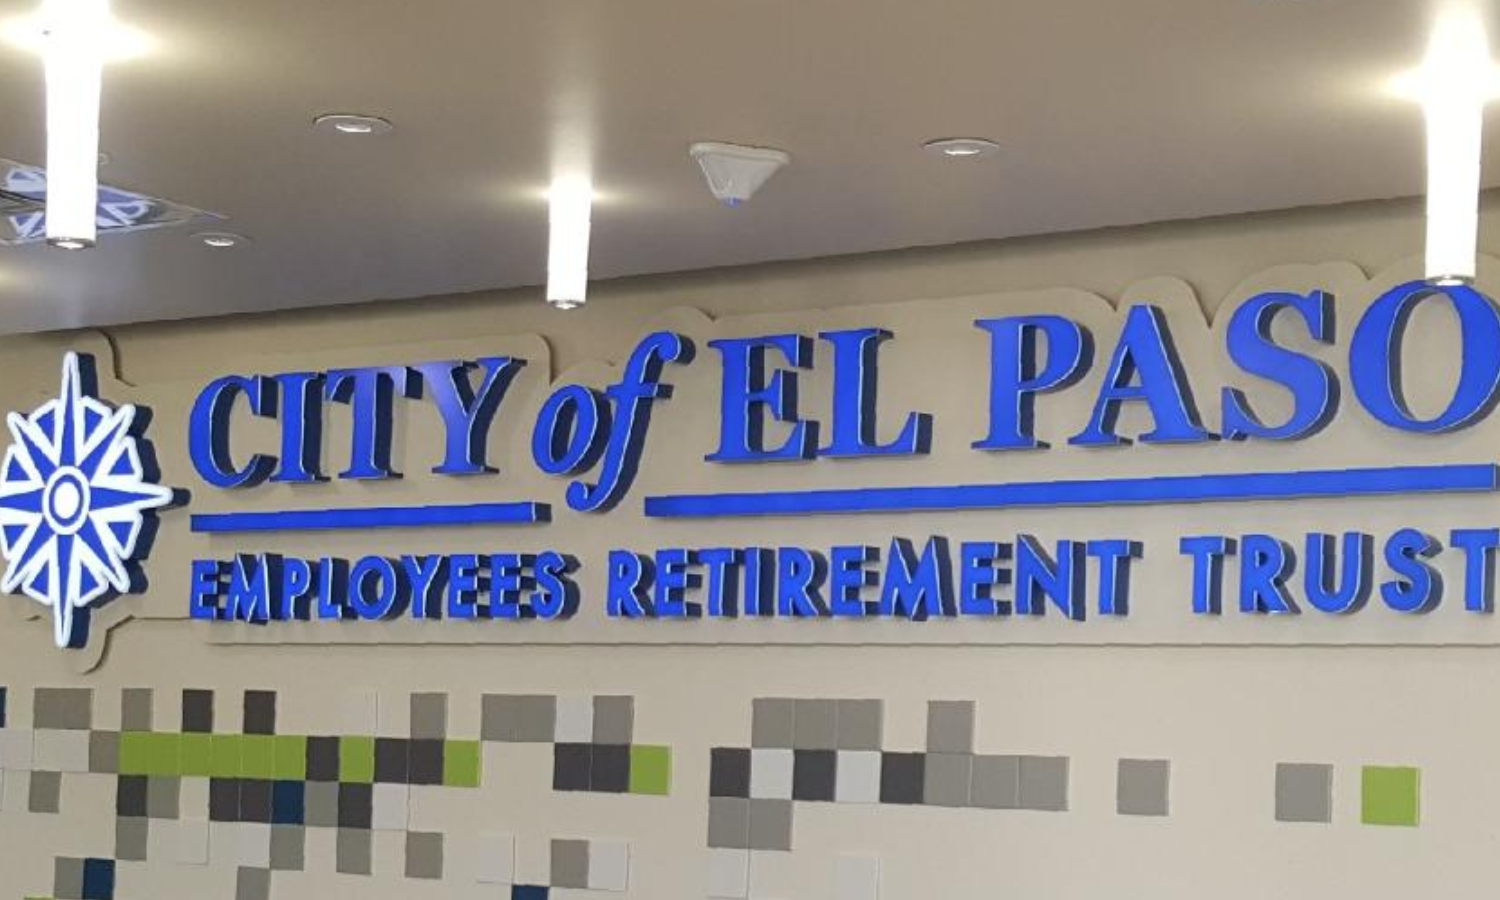 CITY of EL PASO
EMPLOYEES RETIREMENT TRUST